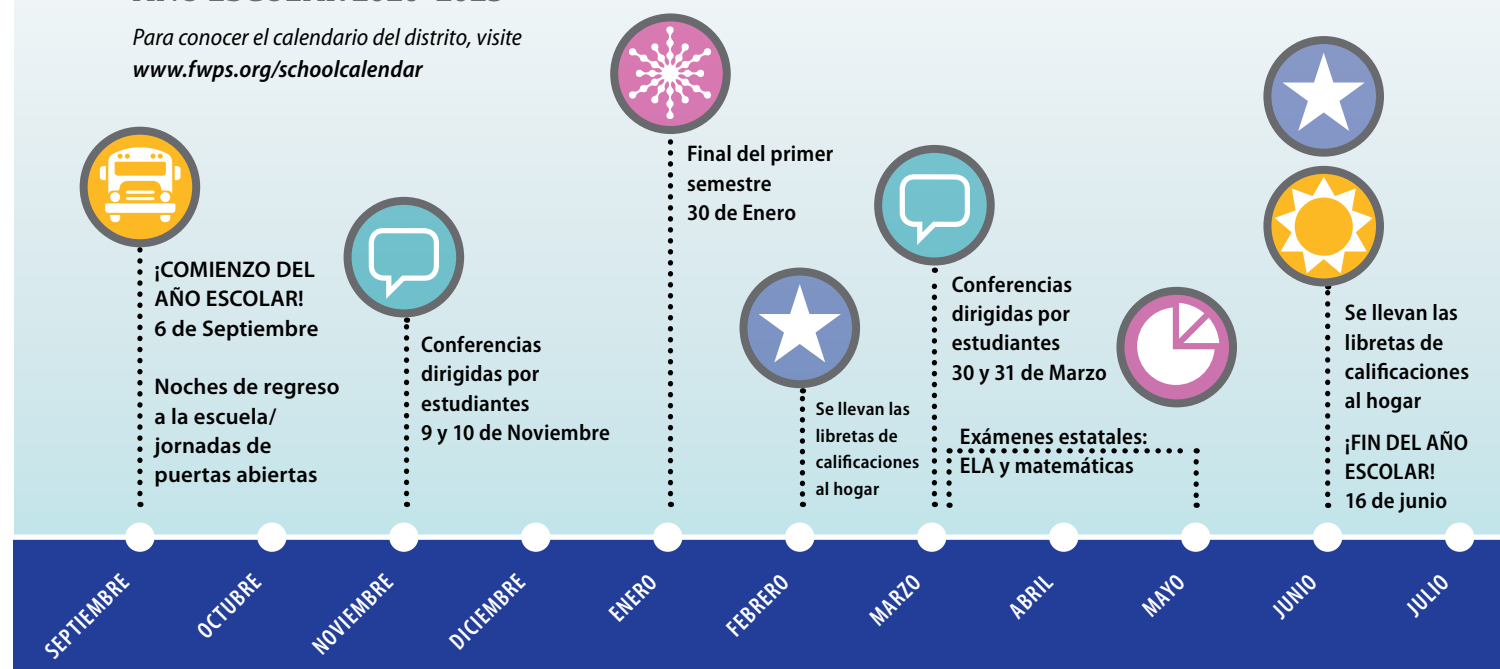 AÑO ESCOLAR
Para conocer el calendario del distrito, visite
www.fwps.org/schoolcalendar
¡COMIENZO DEL
AÑO ESCOLAR!
6 de Septiembre
Noches de regreso
a la escuela/
jornadas de
puertas abiertas
Conferencias
dirigidas por
estudiantes
9 y 10 de Noviembre
Final del primer
semestre
30 de Enero
Se llevan las
libretas de
calificaciones
al hogar
Conferencias
dirigidas por
estudiantes
30 y 31 de Marzo
Exámenes estatales:
ELA y matemáticas
Se llevan las
libretas de
calificaciones
al hogar
¡FIN DEL AÑO
ESCOLAR!
16 de junio
SEPTIEMBRE
OCTUBRE
NOVIEMBRE
DICIEMBRE
ENERO
FEBRERO
MARZO
ABRIL
MAYO
JUNIO
JULIO